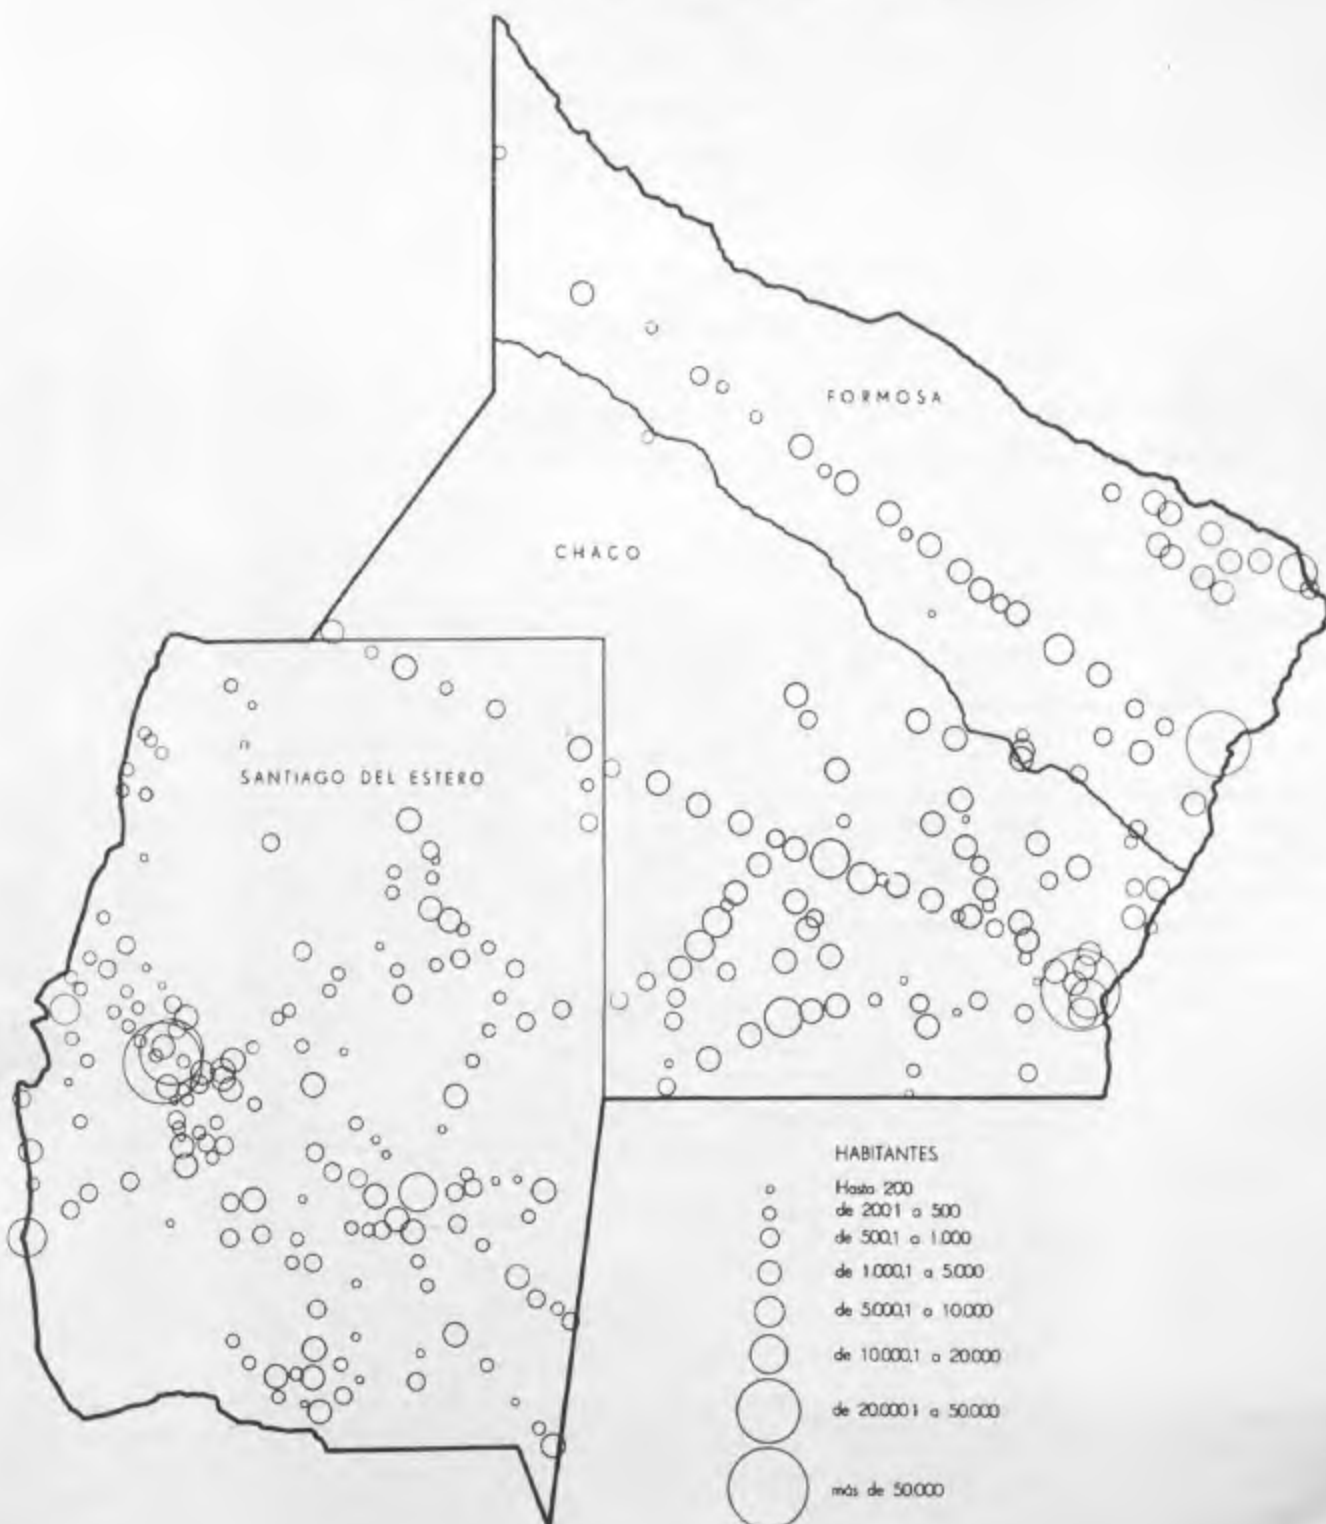 FORMOSA
CHACO
SANTIAGO DEL ESTERO
HABITANTES
Hasta 200
de 200,1 a 500
de 500,1 a 1.000
de 1.000,1 a 5.000
de 5.000,1 a 10.000
de 10.000,1 a 20.000
de 20.000,1 a 50.000
más de 50.000